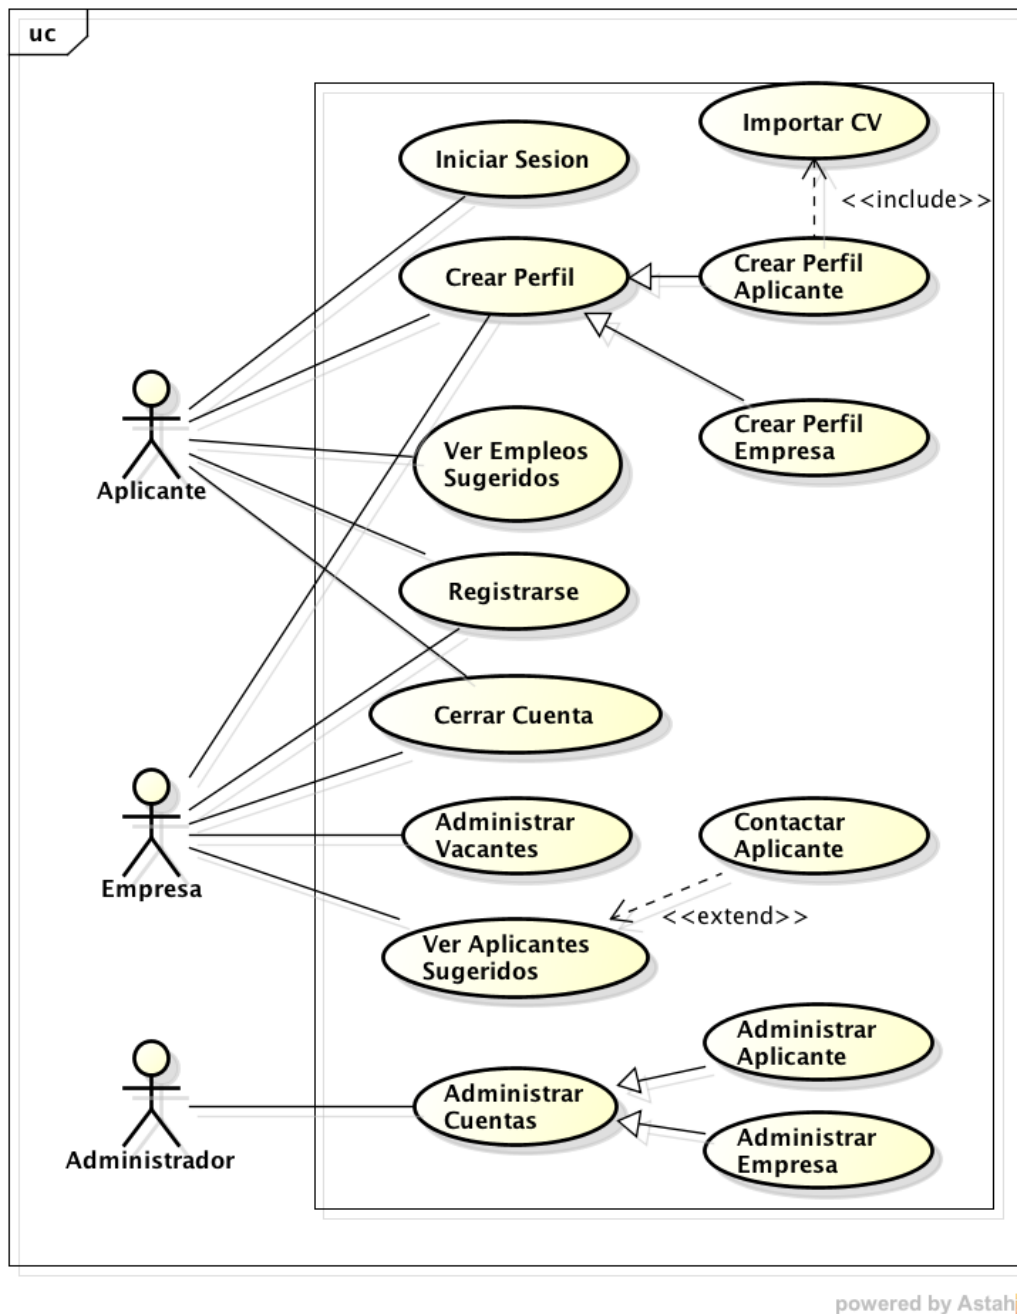 uc
Importar CV
Iniciar Sesion
<<include>>
Crear Perfil
Crear Perfil
Aplicante
Ver Empleos
Sugeridos
Crear Perfil
Empresa
Aplicante
Registrarse
Cerrar Cuenta
Administrar
Vacantes
Contactar
Aplicante
Empresa
<<extend>>
Ver Aplicantes
Sugeridos
Administrar
Aplicante
Administrar
Cuentas
Administrar
Empresa
Administrador
powered by Astah